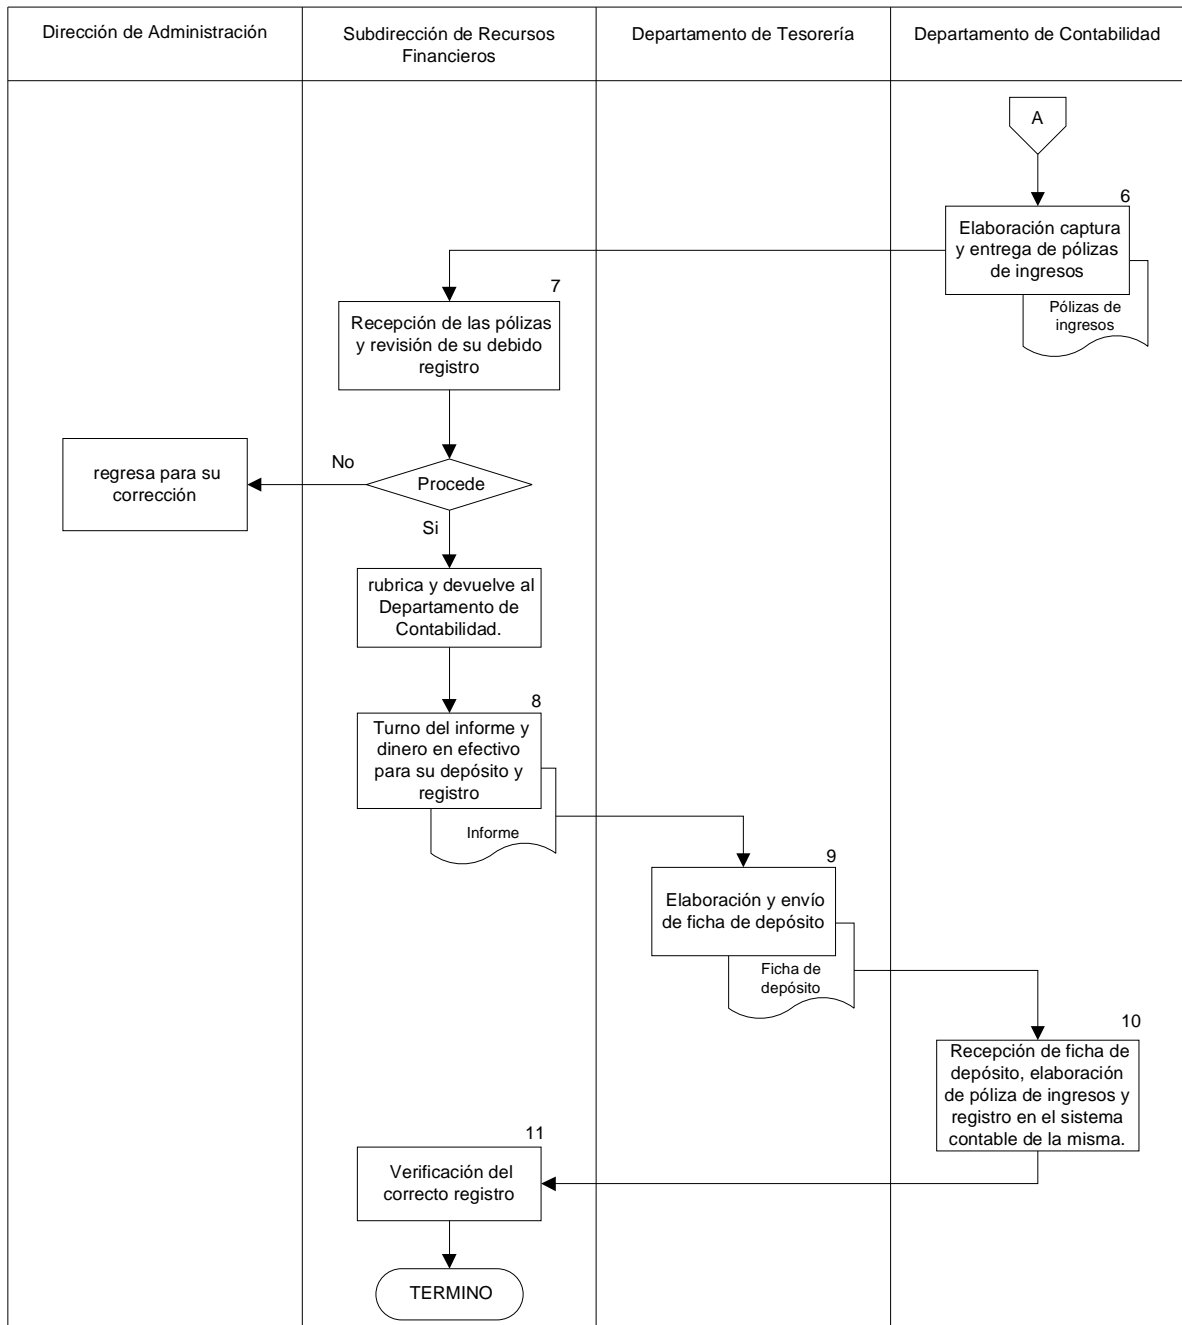 Dirección de Administración
Subdirección de Recursos
Financieros
Departamento de Tesorería
Departamento de Contabilidad
A
6
Elaboración captura
y entrega de pólizas
de ingresos
Pólizas de
ingresos
7
Recepción de las pólizas
y revisión de su debido
registro
regresa para su
corrección
No
Procede
Si
rubrica y devuelve al
Departamento de
Contabilidad.
8
Turno del informe y
dinero en efectivo
para su depósito y
registro
Informe
9
Elaboración y envío
de ficha de depósito
Ficha de
depósito
10
Recepción de ficha de
depósito, elaboración
de póliza de ingresos y
registro en el sistema
contable de la misma.
11
Verificación del
correcto registro
TERMINO